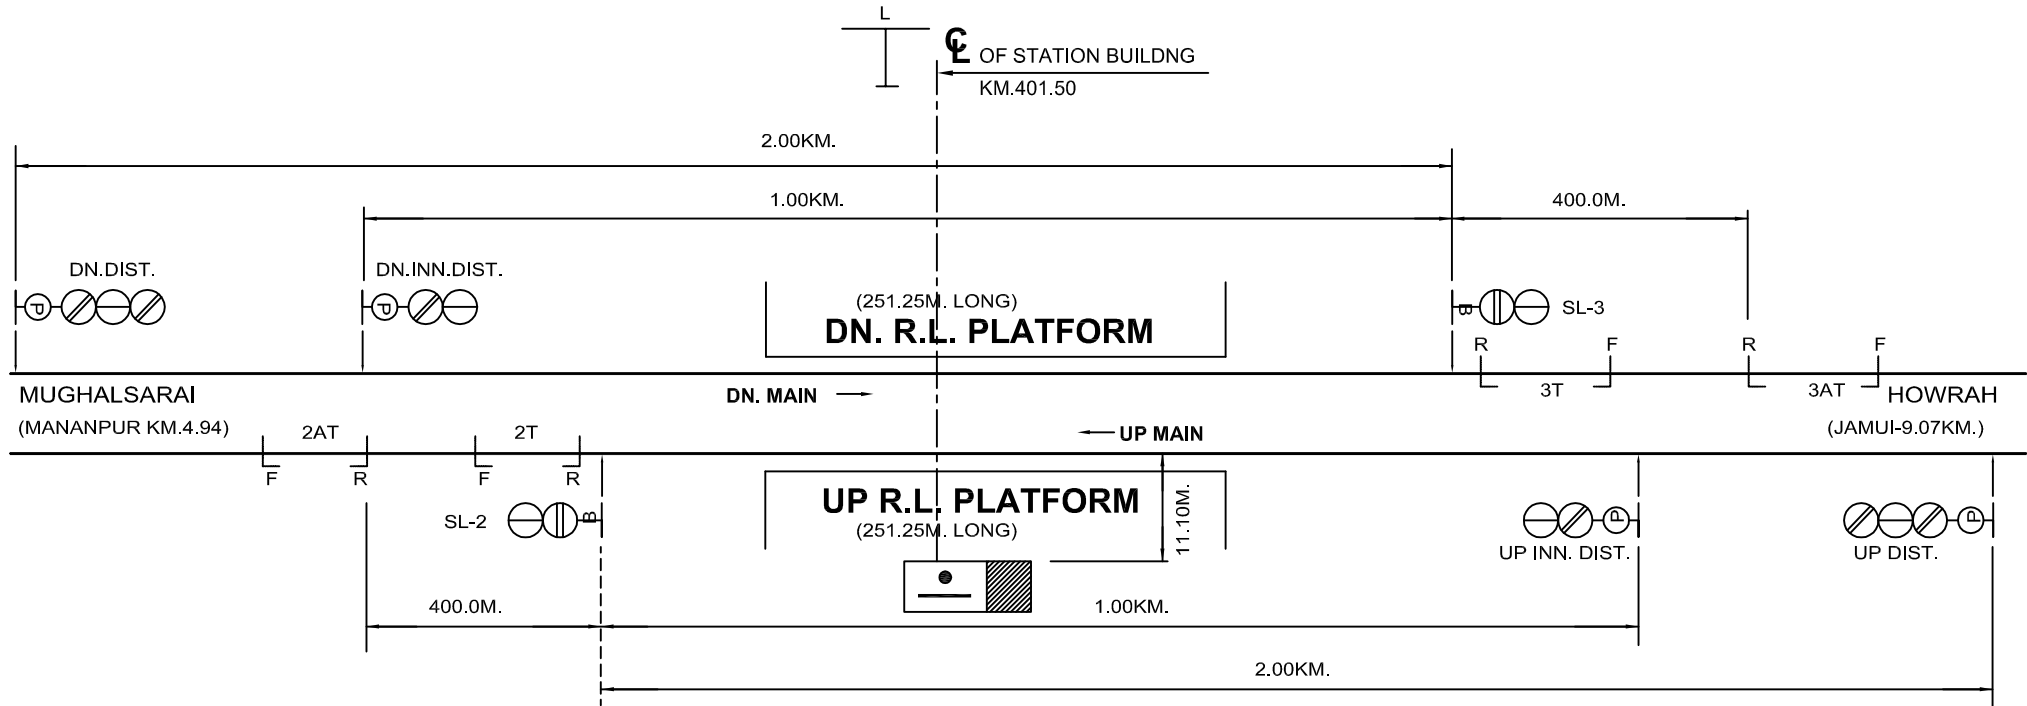 L
℄ OF STATION BUILDNG
KM.401.50
2.00KM.
1.00KM.
400.0M.
DN.DIST.
DN.INN.DIST.
P
P
(251.25M. LONG)
DN. R.L. PLATFORM
B
SL-3
R
F
R
F
3T
3AT
MUGHALSARAI
DN. MAIN
HOWRAH
(MANANPUR KM.4.94)
2AT
2T
UP MAIN
(JAMUI-9.07KM.)
F
R
F
R
UP R.L. PLATFORM
(251.25M. LONG)
11.10M.
SL-2
B
P
P
UP INN. DIST.
UP DIST.
400.0M.
1.00KM.
2.00KM.